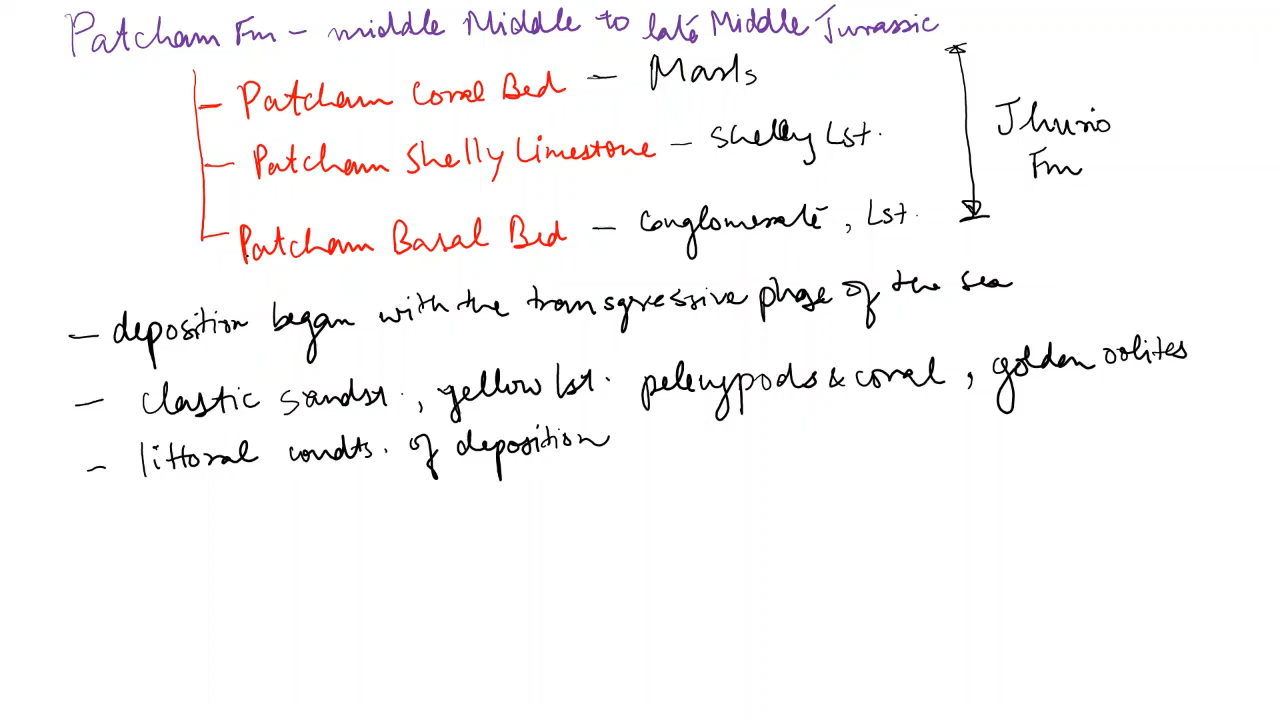 Patcham Fm - middle Middle to late Middle Jurassic
Patcham Coral Bed - Marls
Patcham Shelly Limestone - Shelly Lst.
Patcham Basal Bed - Conglomerate, Lst.
Jhurio
Fm
- deposition began with the transgressive phase of the sea
- clastic sandst., yellow lst. pelecypods & coral, golden oolites
- littoral condts. of deposition